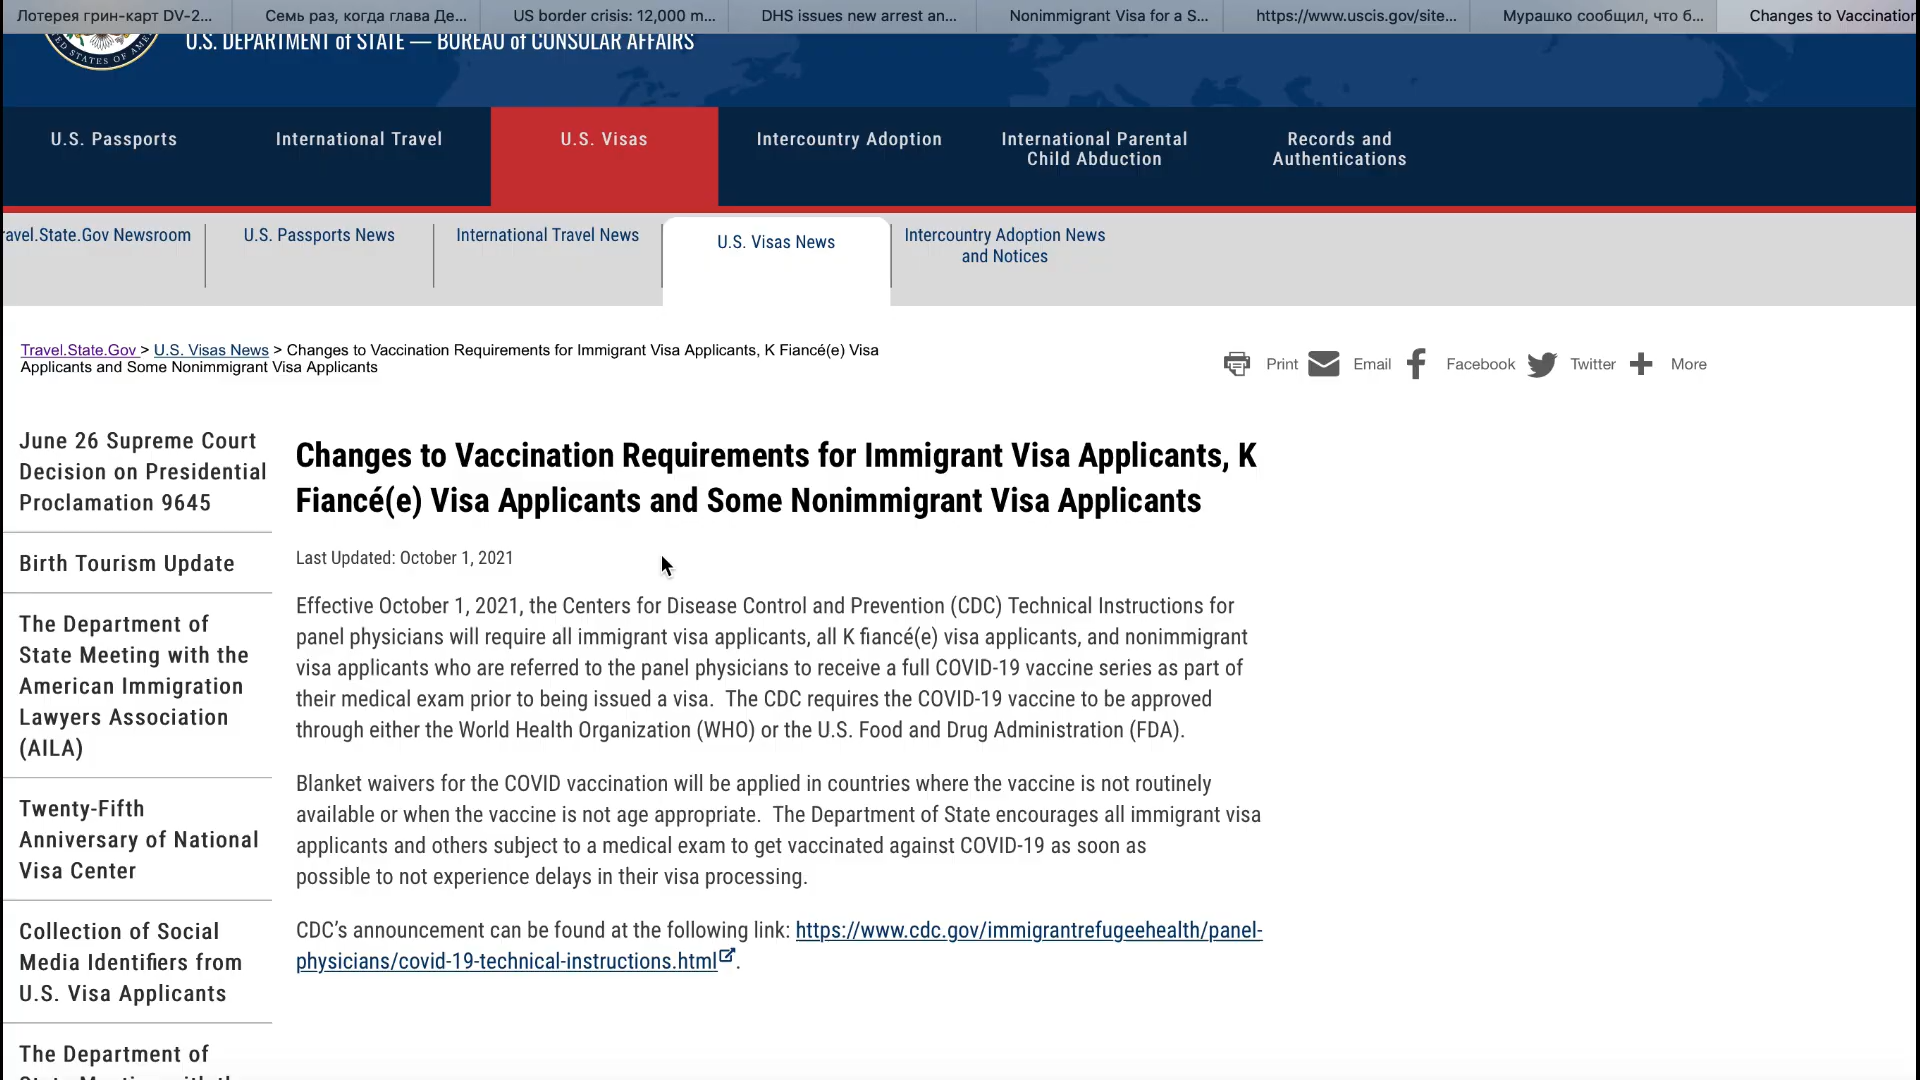 Лотерея грин-карт DV-2...
Семь раз, когда глава Де...
US border crisis: 12,000 m...
DHS issues new arrest an...
Nonimmigrant Visa for a S...
https://www.uscis.gov/site...
Мурашко сообщил, что б...
Changes to Vaccination
STATES OF
U.S. DEPARTMENT of STATE — BUREAU of CONSULAR AFFAIRS
U.S. Passports
International Travel
U.S. Visas
Intercountry Adoption
International Parental
Child Abduction
Records and
Authentications
ravel.State.Gov Newsroom
U.S. Passports News
International Travel News
U.S. Visas News
Intercountry Adoption News
and Notices
Travel.State.Gov > U.S. Visas News > Changes to Vaccination Requirements for Immigrant Visa Applicants, K Fiancé(e) Visa
Applicants and Some Nonimmigrant Visa Applicants
Print
Email
Facebook
Twitter
More
June 26 Supreme Court
Decision on Presidential
Proclamation 9645
Birth Tourism Update
The Department of
State Meeting with the
American Immigration
Lawyers Association
(AILA)
Twenty-Fifth
Anniversary of National
Visa Center
Collection of Social
Media Identifiers from
U.S. Visa Applicants
The Department of
Changes to Vaccination Requirements for Immigrant Visa Applicants, K
Fiancé(e) Visa Applicants and Some Nonimmigrant Visa Applicants
Last Updated: October 1, 2021
Effective October 1, 2021, the Centers for Disease Control and Prevention (CDC) Technical Instructions for
panel physicians will require all immigrant visa applicants, all K fiancé(e) visa applicants, and nonimmigrant
visa applicants who are referred to the panel physicians to receive a full COVID-19 vaccine series as part of
their medical exam prior to being issued a visa.  The CDC requires the COVID-19 vaccine to be approved
through either the World Health Organization (WHO) or the U.S. Food and Drug Administration (FDA).
Blanket waivers for the COVID vaccination will be applied in countries where the vaccine is not routinely
available or when the vaccine is not age appropriate.  The Department of State encourages all immigrant visa
applicants and others subject to a medical exam to get vaccinated against COVID-19 as soon as
possible to not experience delays in their visa processing.
CDC’s announcement can be found at the following link: https://www.cdc.gov/immigrantrefugeehealth/panel-
physicians/covid-19-technical-instructions.html.